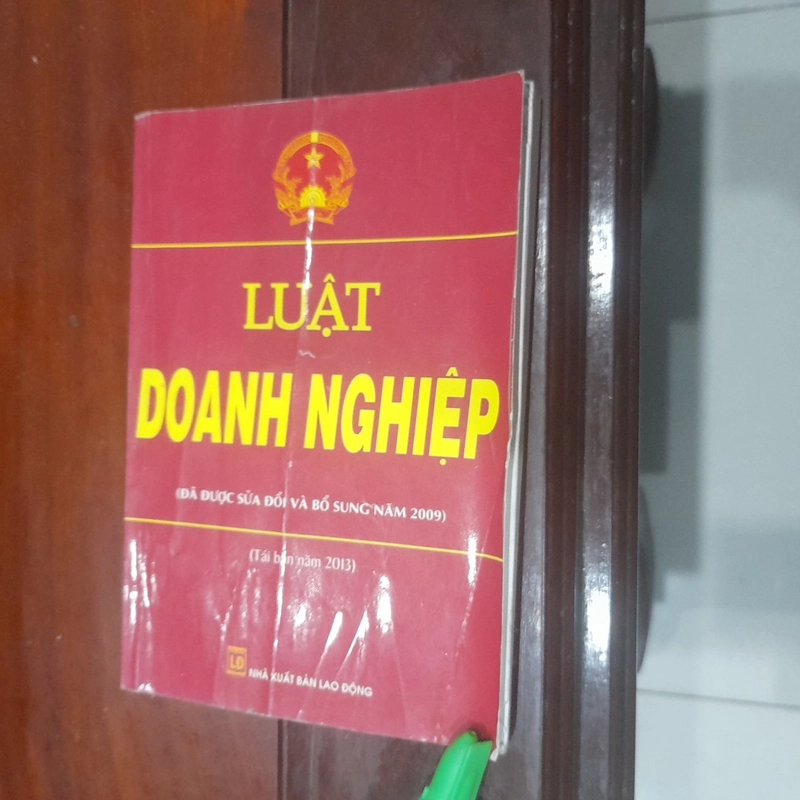 LUẬT
DOANH NGHIỆP
(ĐÃ ĐƯỢC SỬA ĐỔI VÀ BỔ SUNG NĂM 2009)
(Tái bản năm 2013)
LĐ NHÀ XUẤT BẢN LAO ĐỘNG